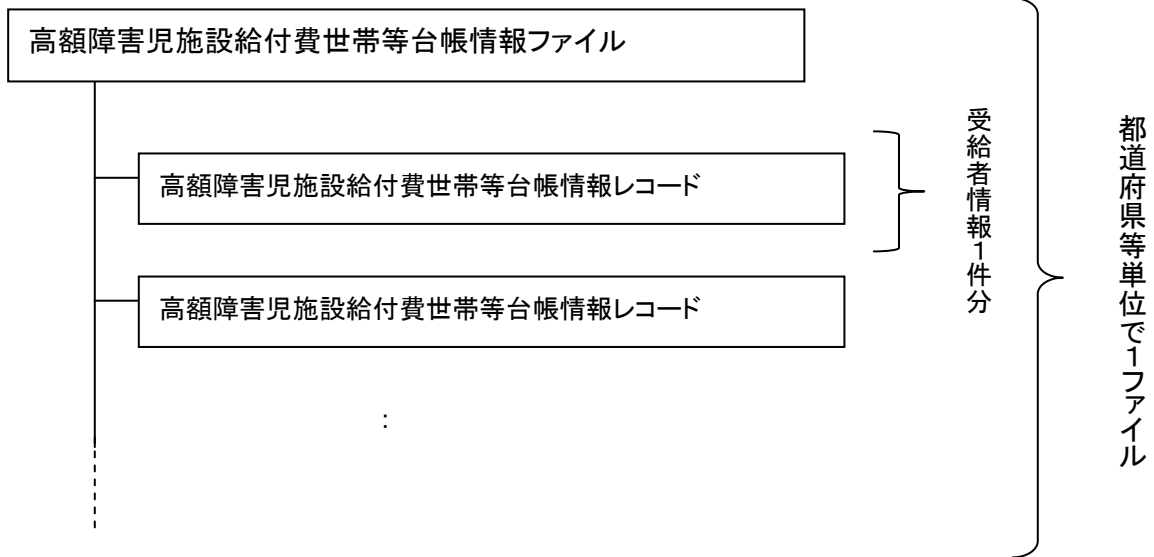 高額障害児施設給付費世帯等台帳情報ファイル
高額障害児施設給付費世帯等台帳情報レコード
高額障害児施設給付費世帯等台帳情報レコード
:
受給者情報1件分
都道府県等単位で1ファイル